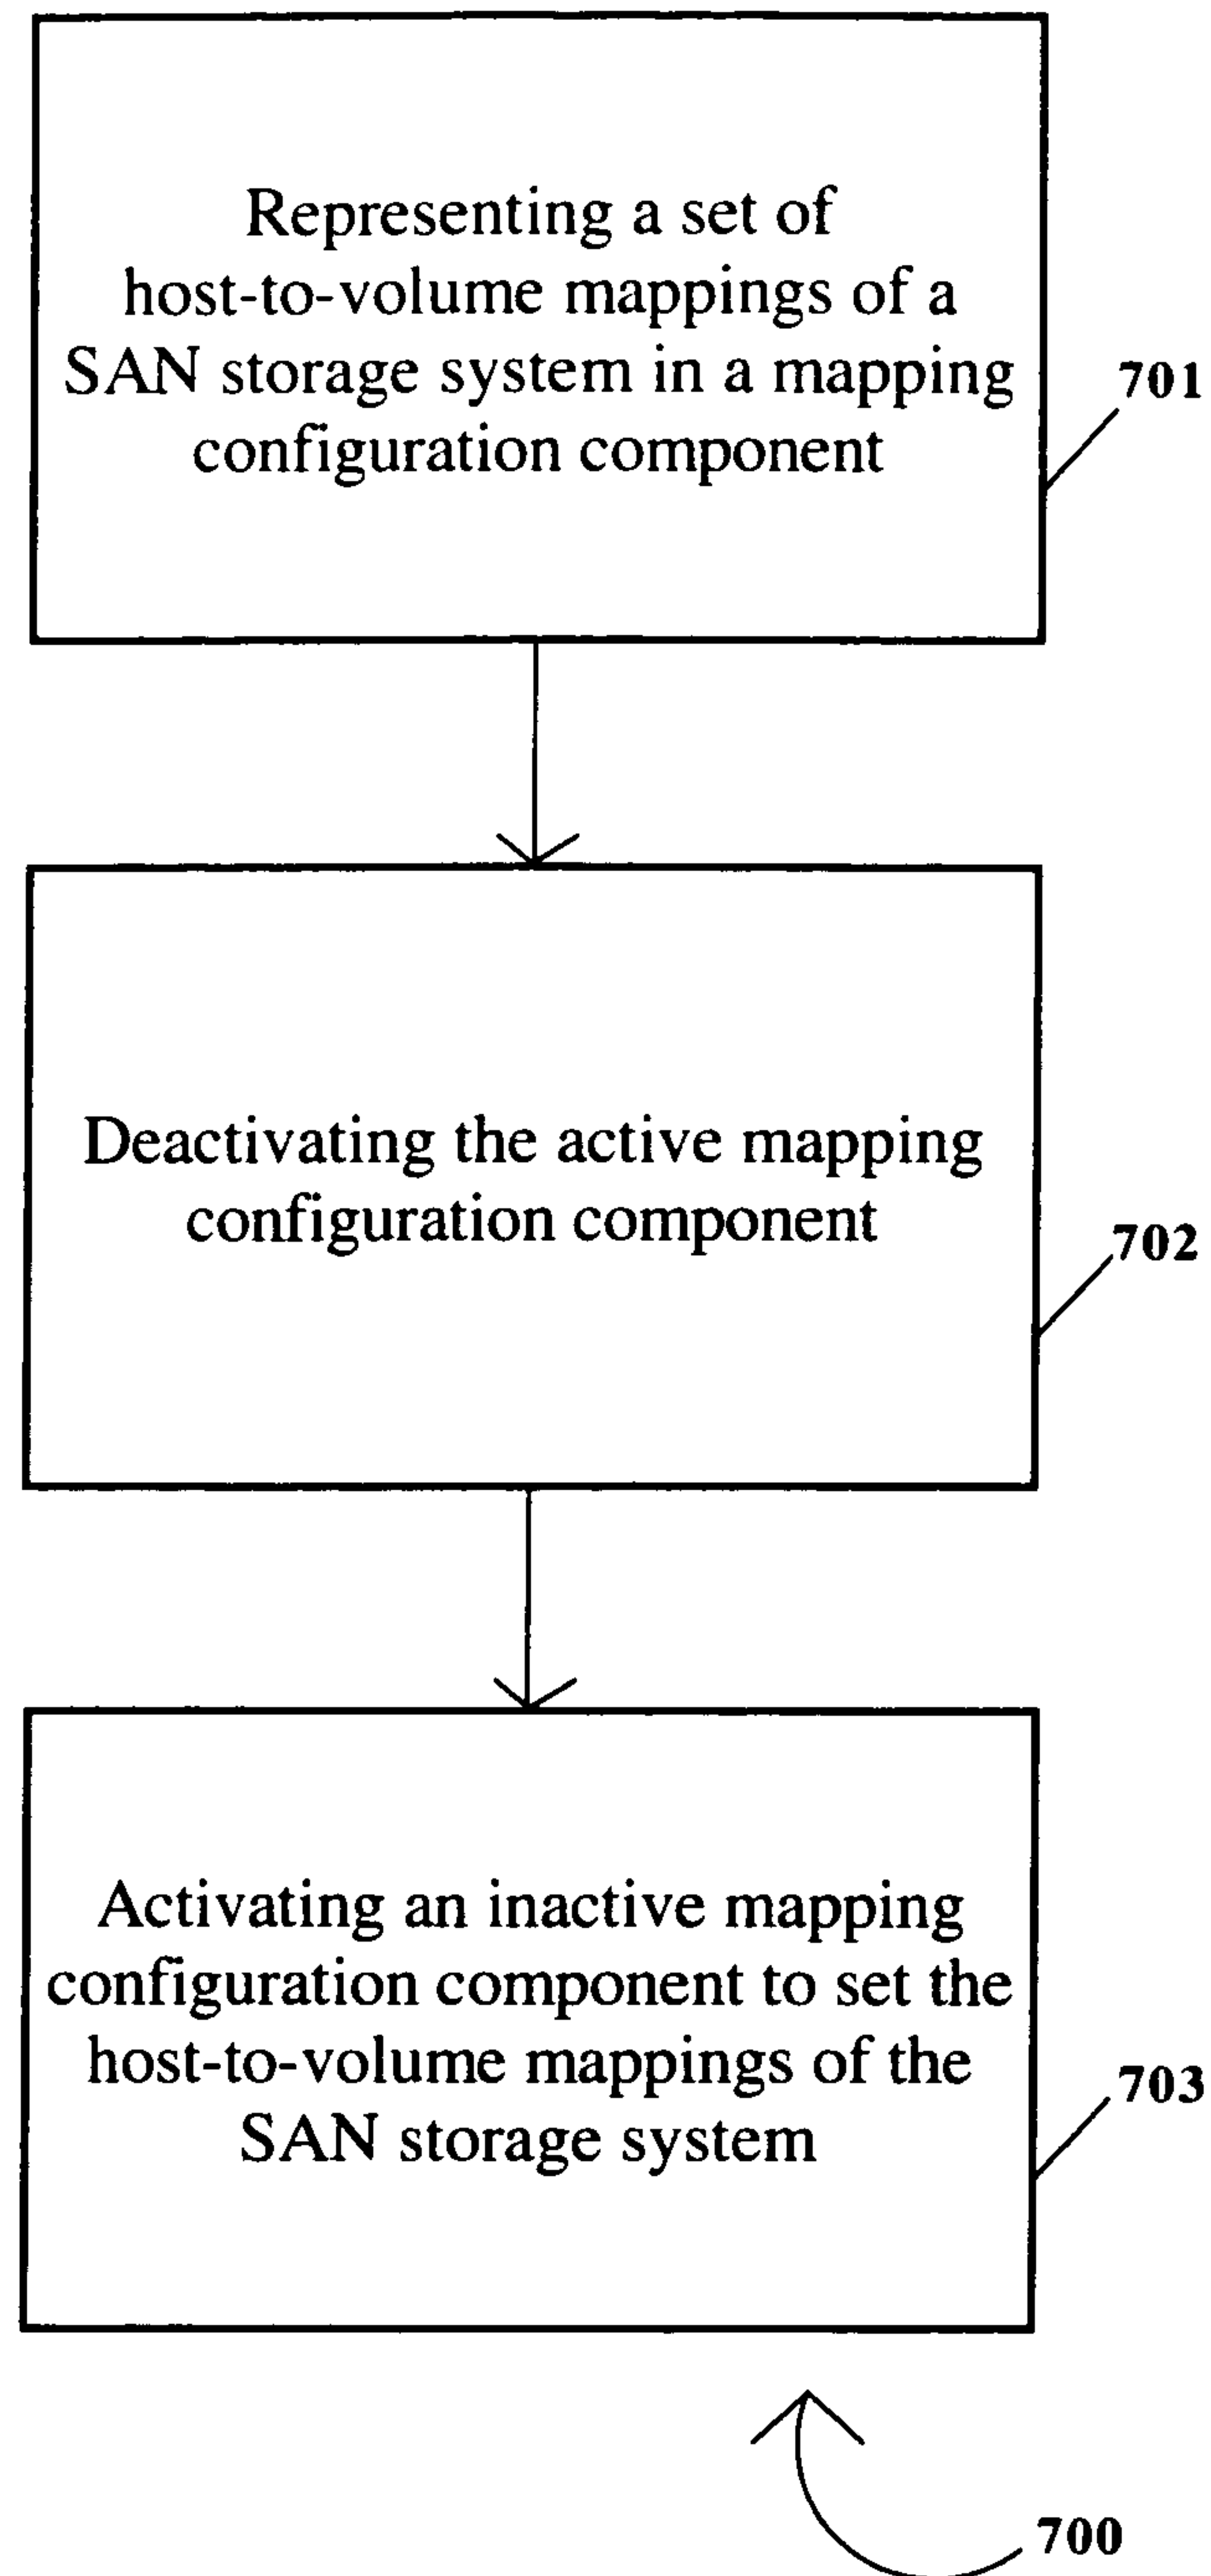 Representing a set of
host-to-volume mappings of a
SAN storage system in a mapping
configuration component
701
Deactivating the active mapping
configuration component
702
Activating an inactive mapping
configuration component to set the
host-to-volume mappings of the
SAN storage system
703
700